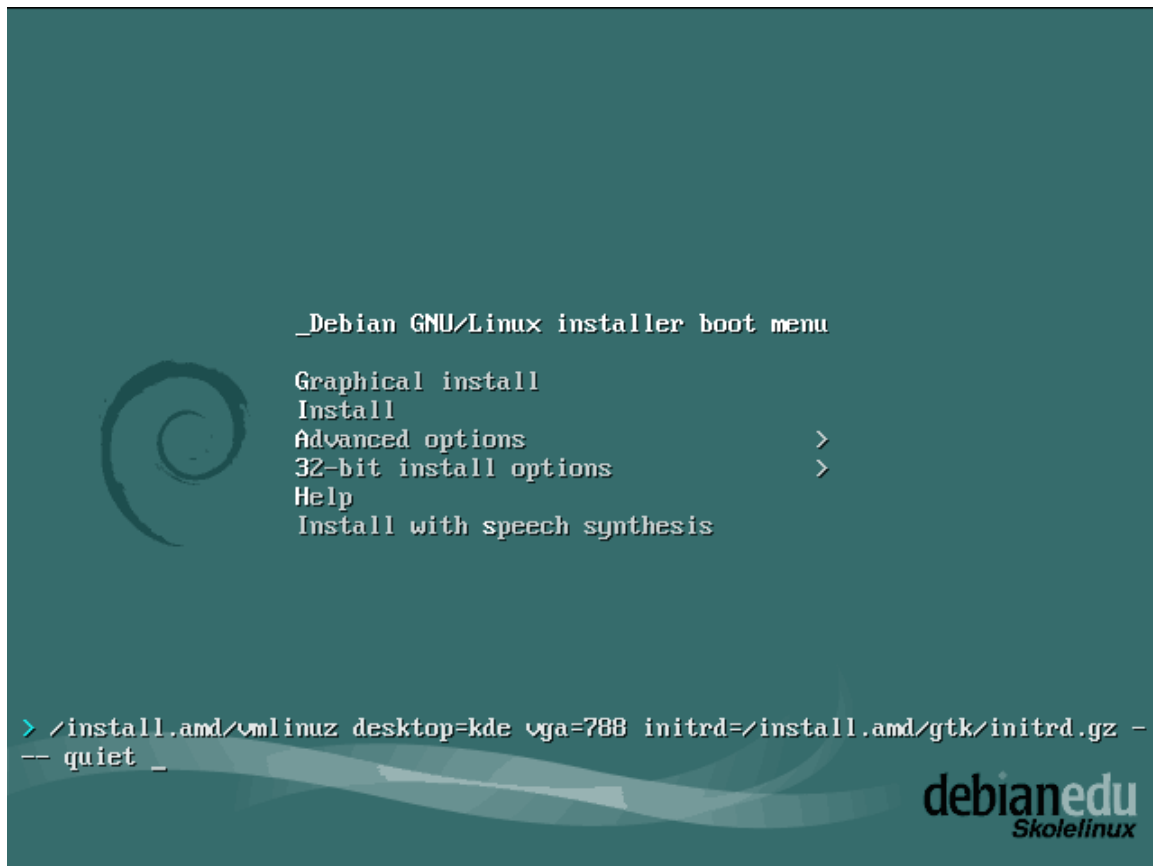 _Debian GNU/Linux installer boot menu
Graphical install
Install
Advanced options >
32-bit install options >
Help
Install with speech synthesis
> /install.amd/vmlinuz desktop=kde vga=788 initrd=/install.amd/gtk/initrd.gz -
-- quiet _
debianedu
Skolelinux